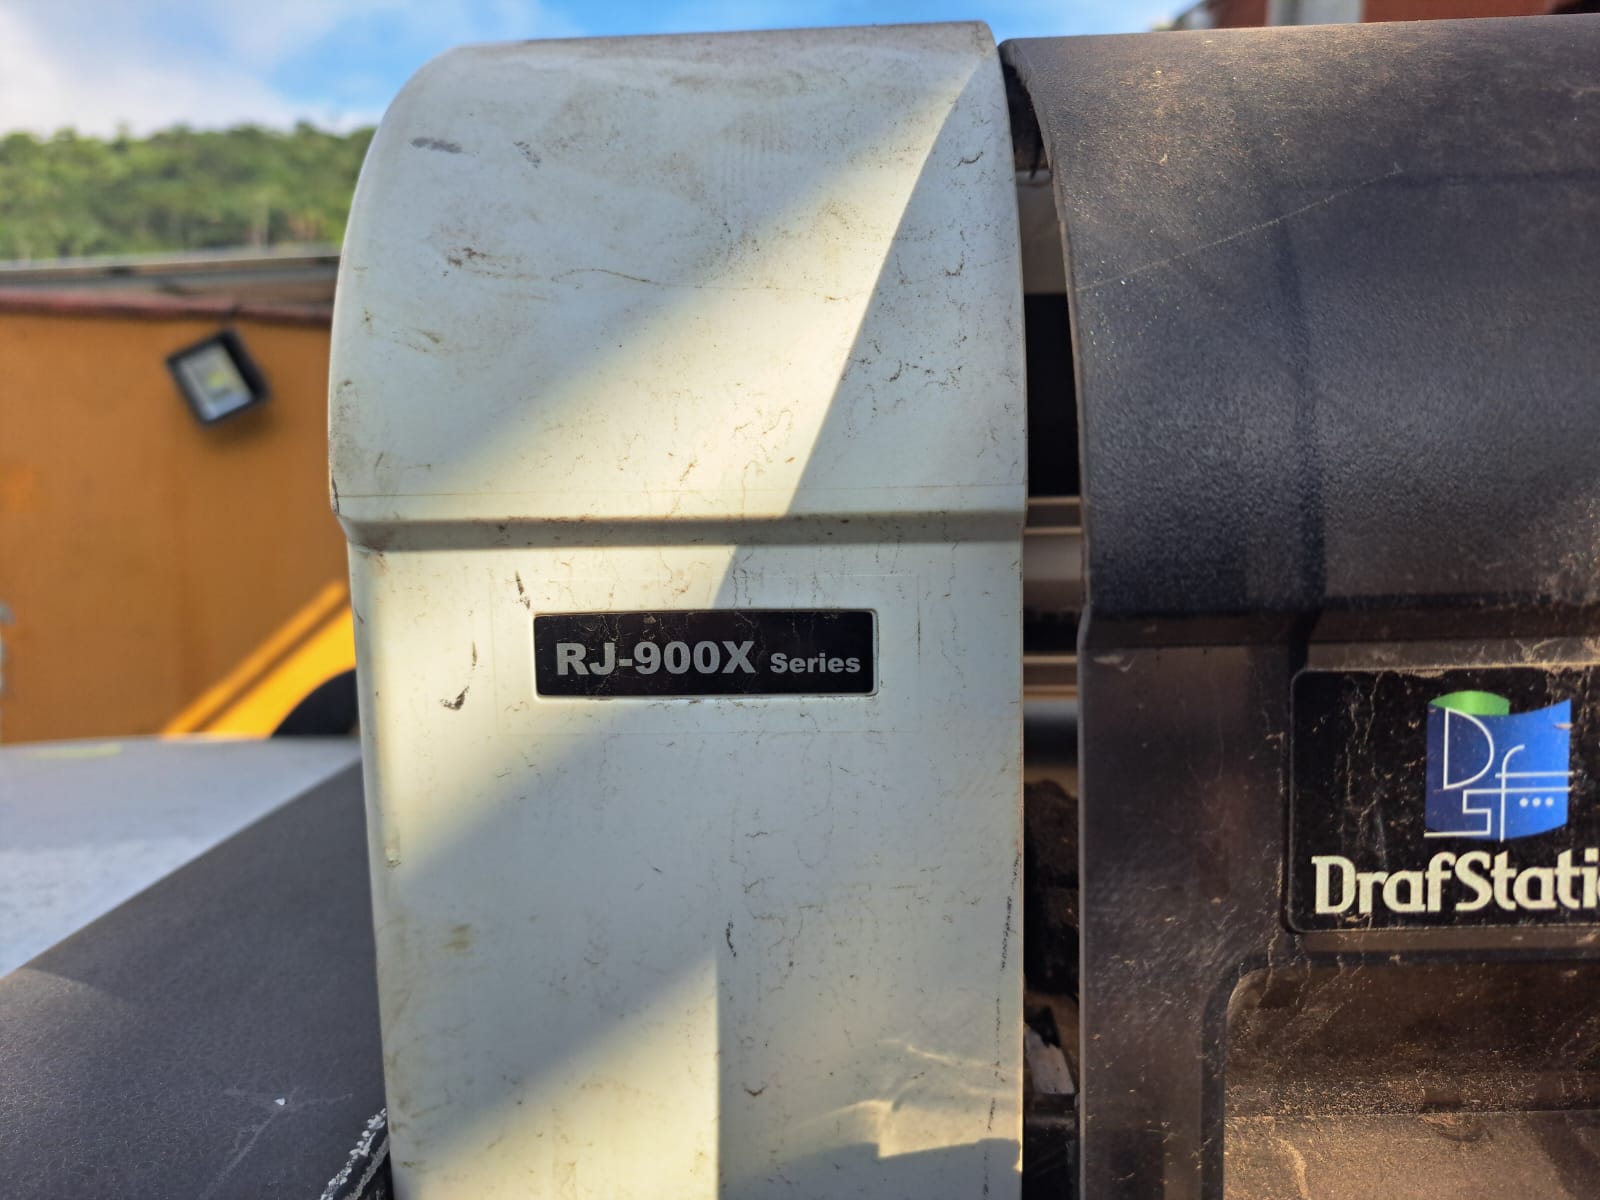 RJ-900X Series
DrafStati